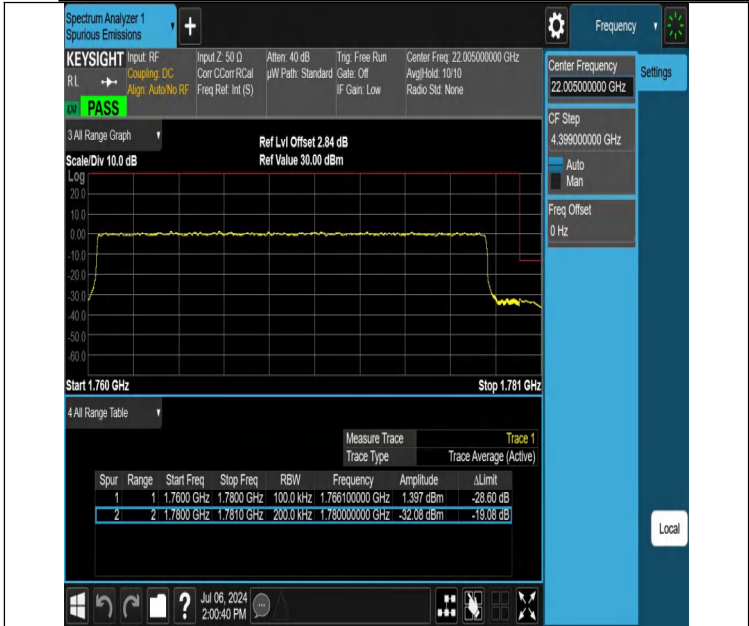 Spectrum Analyzer 1
Spurious Emissions
Frequency
KEYSIGHT Input: RF
RL
Coupling: DC
Align: Auto/No RF
Input Z: 50 Ω
Corr CCorr RCal
Freq Ref: Int (S)
Atten: 40 dB
µW Path: Standard
Trig: Free Run
Gate: Off
IF Gain: Low
Center Freq: 22.005000000 GHz
Avg|Hold: 10/10
Radio Std: None
PASS
Center Frequency
22.005000000 GHz
Settings
CF Step
4.399000000 GHz
Auto
Man
Freq Offset
0 Hz
3 All Range Graph
Scale/Div 10.0 dB
Ref Lvl Offset 2.84 dB
Ref Value 30.00 dBm
Log
20.0
10.0
0.00
-10.0
-20.0
-30.0
-40.0
-50.0
-60.0
Start 1.760 GHz Stop 1.781 GHz
4 All Range Table
Measure Trace Trace 1
Trace Type Trace Average (Active)
Spur Range Start Freq Stop Freq RBW Frequency Amplitude ΔLimit
1 1 1.7600 GHz 1.7800 GHz 100.0 kHz 1.766100000 GHz 1.397 dBm -28.60 dB
2 2 1.7800 GHz 1.7810 GHz 200.0 kHz 1.780000000 GHz -32.08 dBm -19.08 dB
Local
Jul 06, 2024
2:00:40 PM